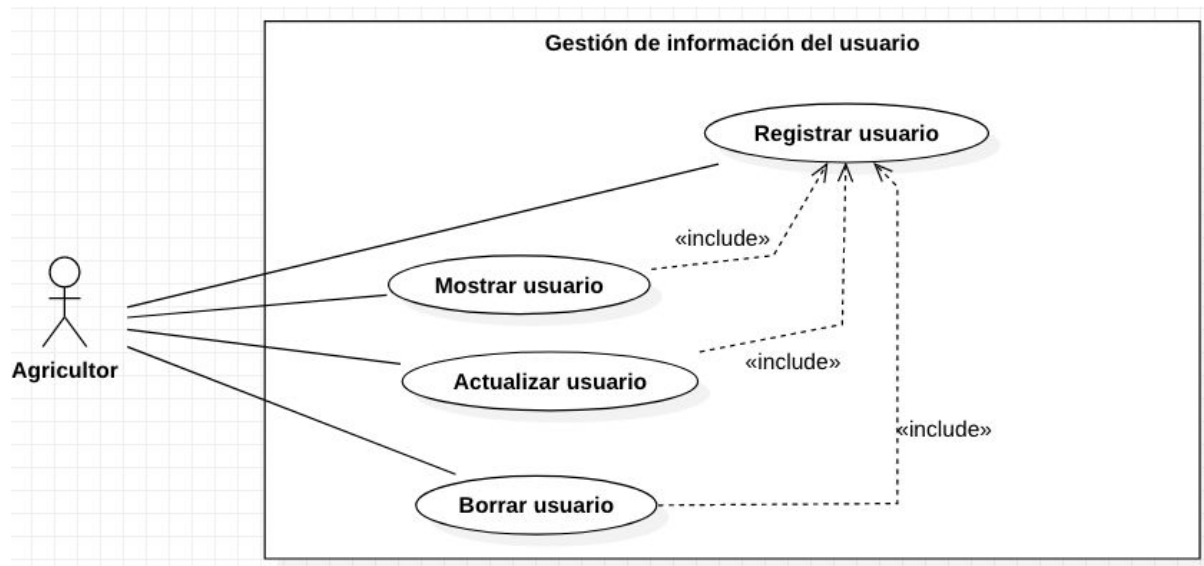 Gestión de información del usuario
Registrar usuario
«include»
Mostrar usuario
Agricultor
Actualizar usuario
«include»
«include»
Borrar usuario